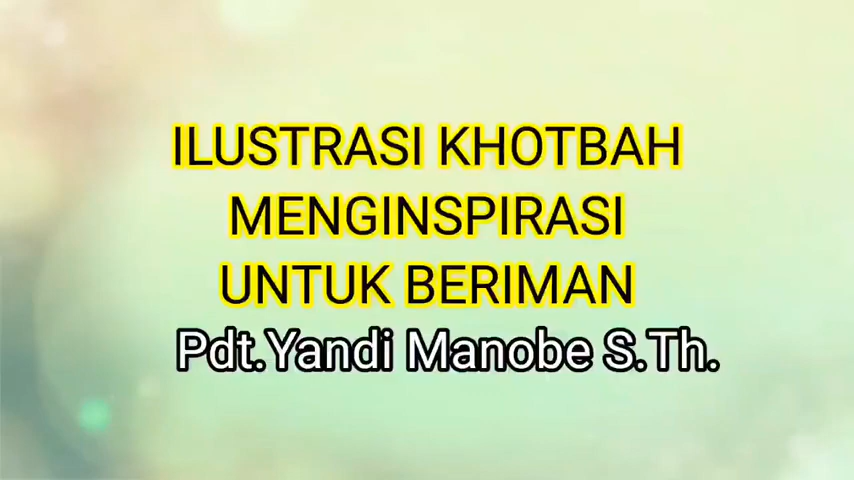 ILUSTRASI KHOTBAH
MENGINSPIRASI
UNTUK BERIMAN
Pdt.Yandi Manobe S.Th.